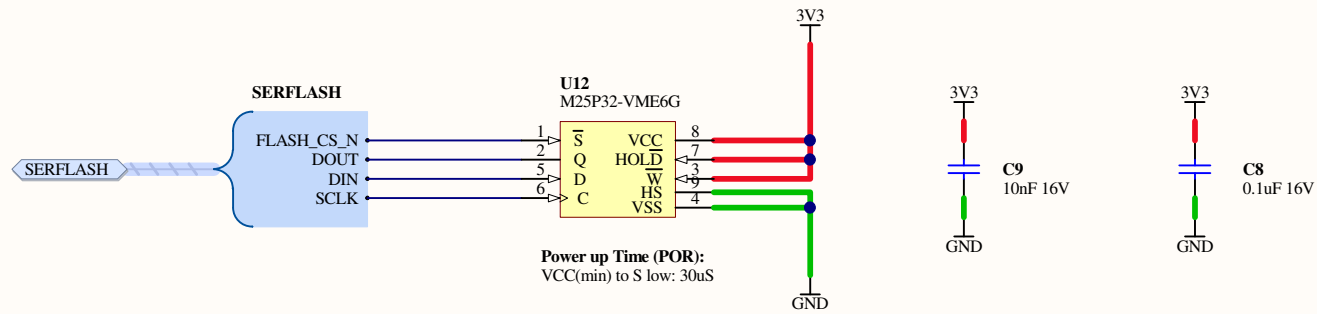 3V3
SERFLASH
U12
M25P32-VME6G
3V3
3V3
FLASH_CS_N
DOUT
DIN
SCLK
1
2
5
6
S
Q
D
C
VCC
HOLD
W
HS
VSS
8
7
3
9
4
SERFLASH
C9
10nF 16V
C8
0.1uF 16V
Power up Time (POR):
VCC(min) to S low: 30uS
GND
GND
GND